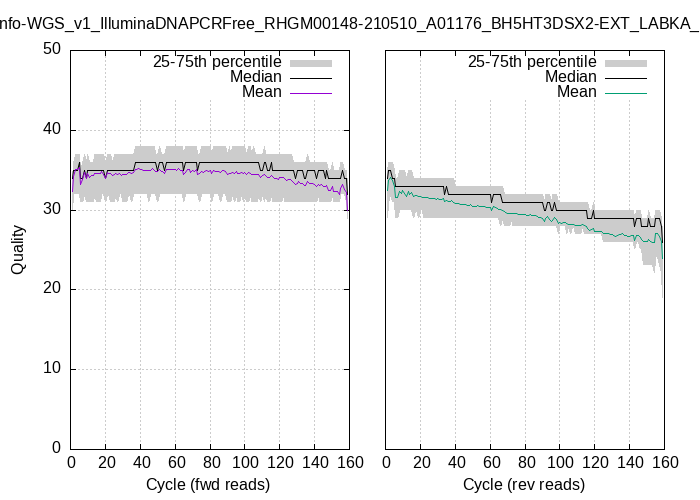 nfo-WGS_v1_IlluminaDNAPCRFree_RHGM00148-210510_A01176_BH5HT3DSX2-EXT_LABKA_
50
40
30
20
10
0
Quality
25-75th percentile
Median
Mean
0 20 40 60 80 100 120 140 160
Cycle (fwd reads)
25-75th percentile
Median
Mean
0 20 40 60 80 100 120 140 160
Cycle (rev reads)